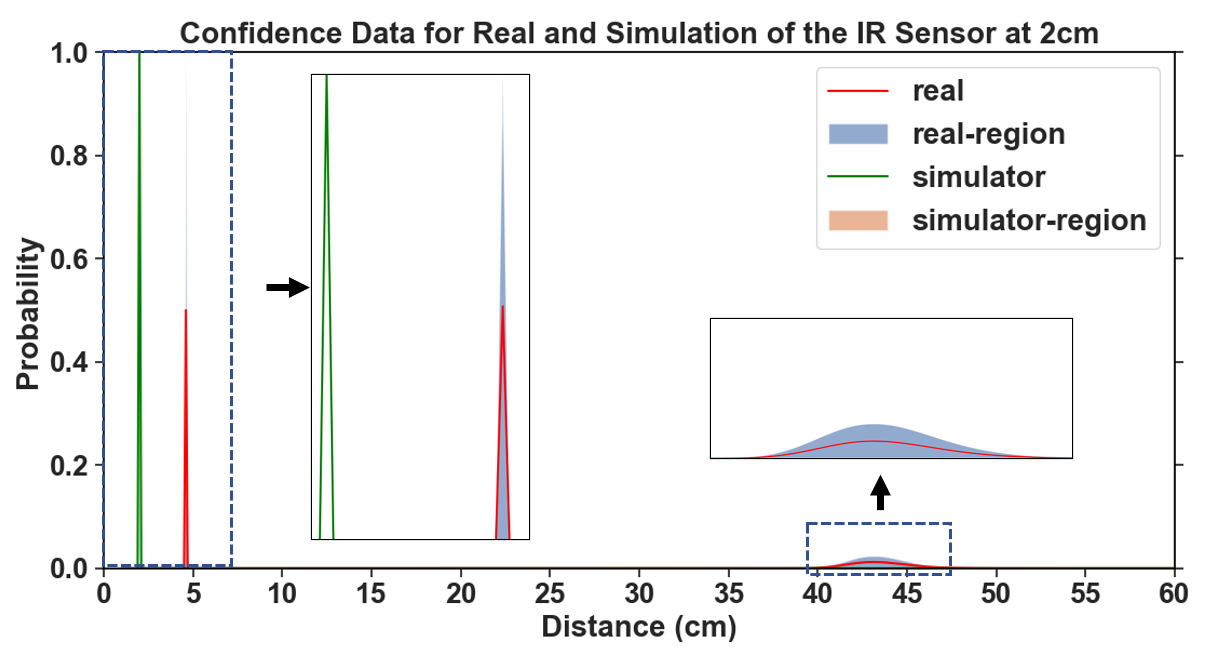 Confidence Data for Real and Simulation of the IR Sensor at 2cm
1.0
0.8
0.6
0.4
0.2
0.0
Probability
real
real-region
simulator
simulator-region
0 5 10 15 20 25 30 35 40 45 50 55 60
Distance (cm)